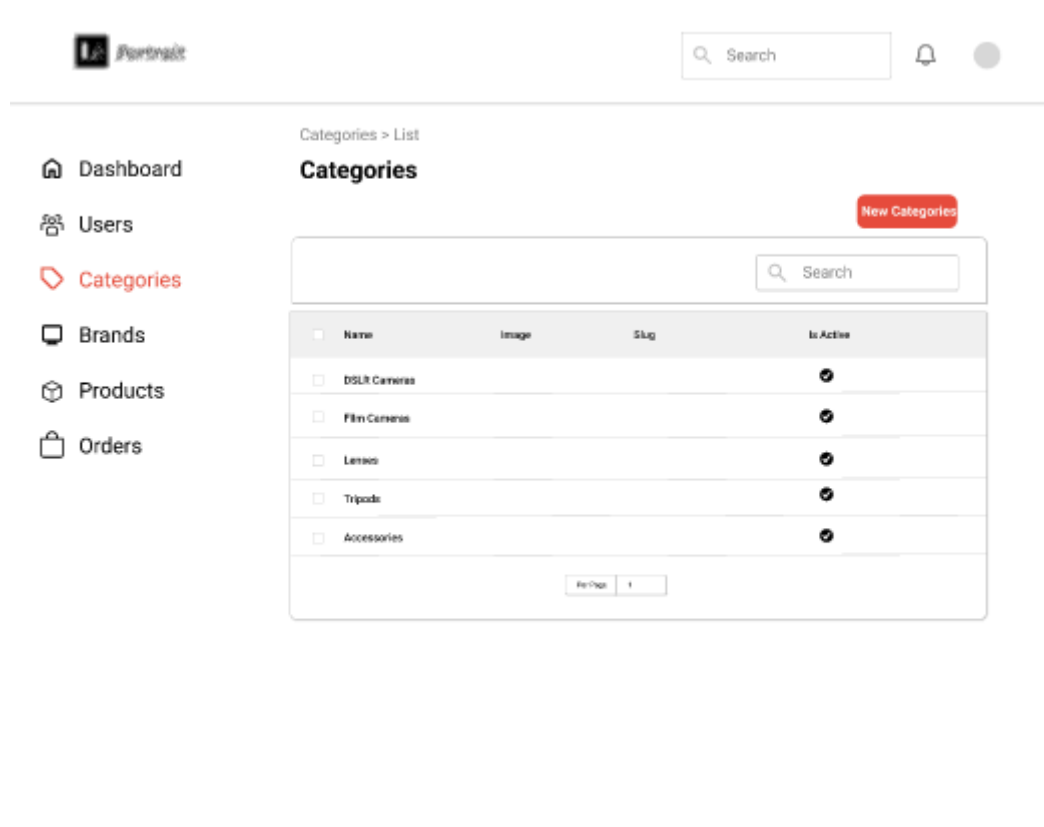 Portrait
Search
Categories > List
Categories
Dashboard
Users
Categories
Brands
Products
Orders
New Categories
Search
Name Image Slug Is Active
DSLR Cameras
Film Cameras
Lenses
Tripods
Accessories
Per Page 1